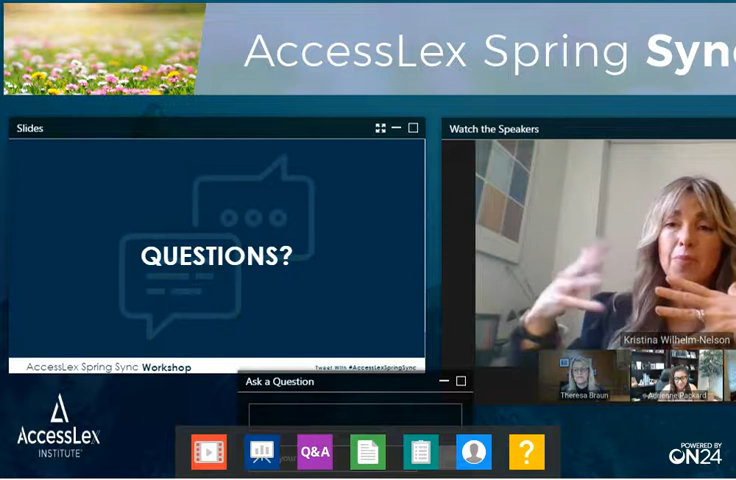 AccessLex Spring Syn
Slides
Watch the Speakers
QUESTIONS?
Kristina Wilhelm-Nelson
AccessLex Spring Sync Workshop
Tweet With #AccessLexSpringSync
Theresa Braun
Adrienne Packard
Ask a Question
AccessLex
INSTITUTE®
Q&A
?
POWERED BY
ON24